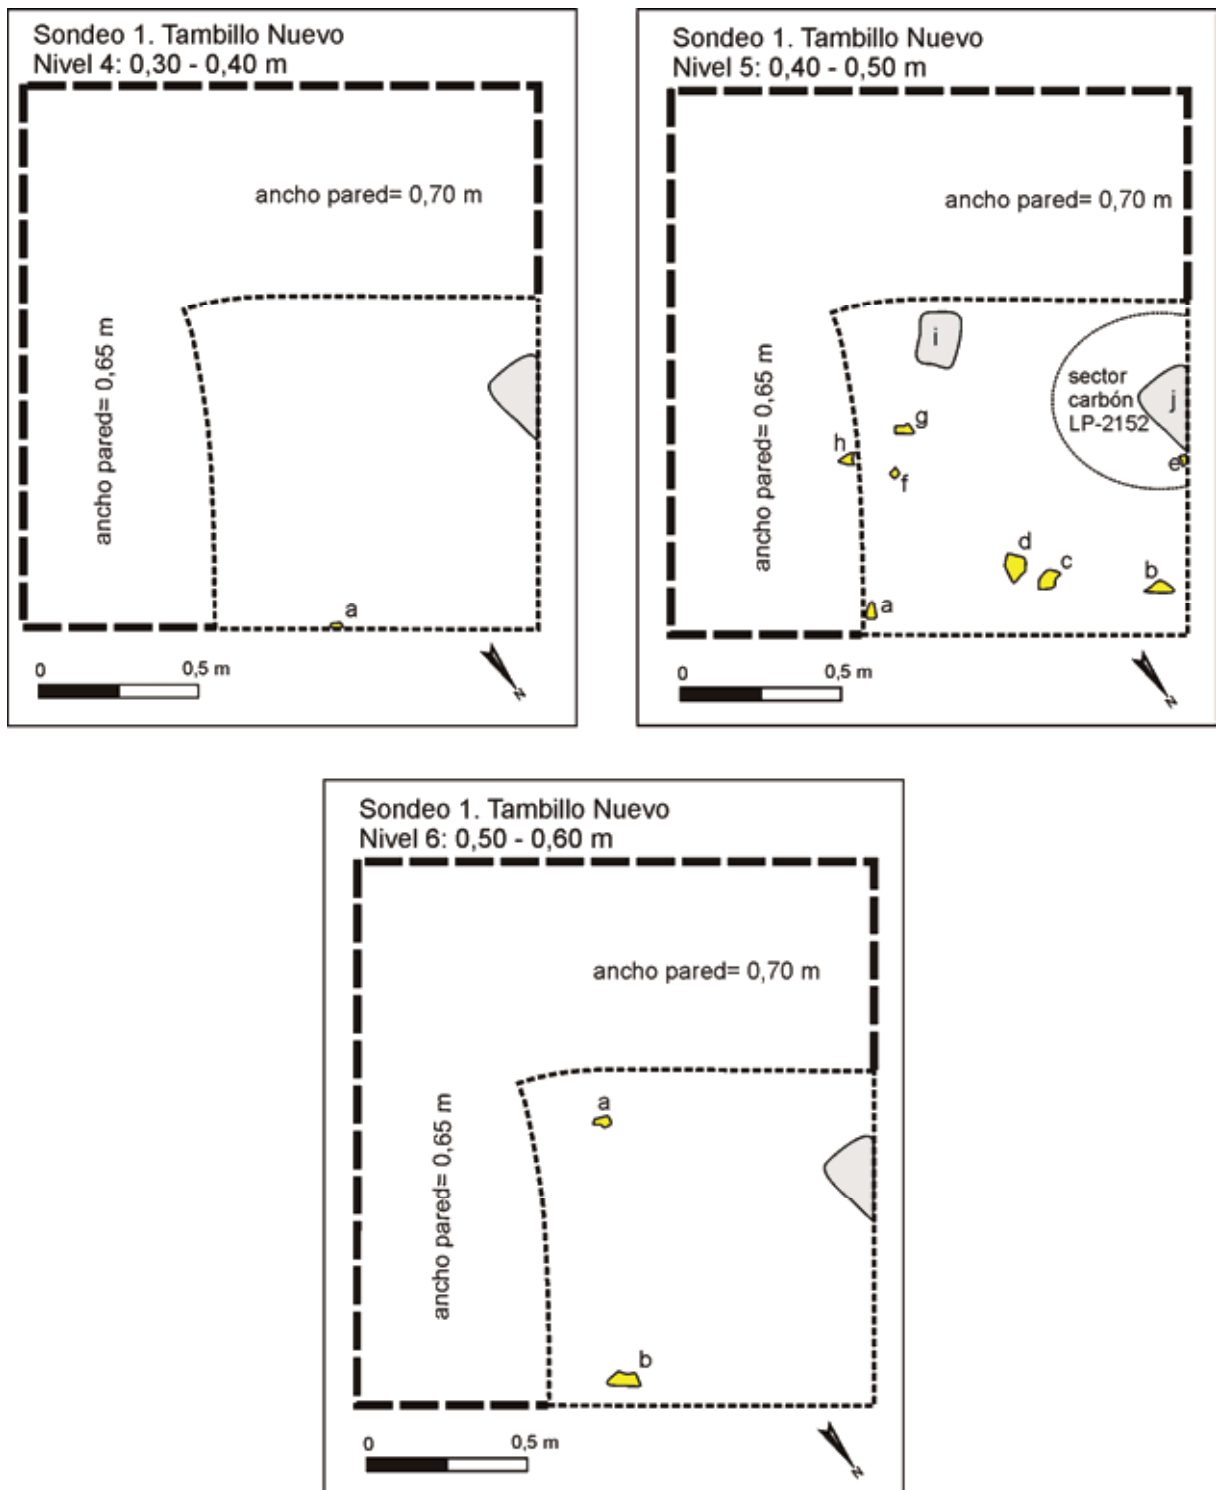 Sondeo 1. Tambillo Nuevo
Nivel 4: 0,30 - 0,40 m
ancho pared= 0,70 m
ancho pared= 0,65 m
a
0
0,5 m
N
Sondeo 1. Tambillo Nuevo
Nivel 5: 0,40 - 0,50 m
ancho pared= 0,70 m
ancho pared= 0,65 m
i
sector
carbón
LP-2152
j
g
h
e
f
d
c
b
a
0
0,5 m
N
Sondeo 1. Tambillo Nuevo
Nivel 6: 0,50 - 0,60 m
ancho pared= 0,70 m
ancho pared= 0,65 m
a
b
0
0,5 m
N